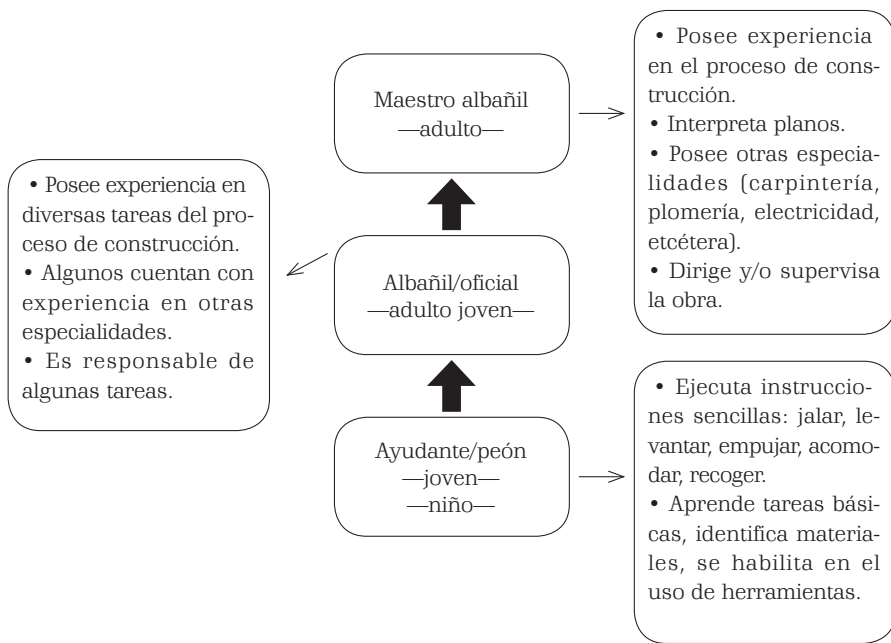 Maestro albañil
—adulto—
• Posee experiencia
en el proceso de cons-
trucción.
• Interpreta planos.
• Posee otras especia-
lidades (carpintería,
plomería, electricidad,
etcétera).
• Dirige y/o supervisa
la obra.
• Posee experiencia en
diversas tareas del pro-
ceso de construcción.
• Algunos cuentan con
experiencia en otras
especialidades.
• Es responsable de
algunas tareas.
Albañil/oficial
—adulto joven—
Ayudante/peón
—joven—
—niño—
• Ejecuta instruccio-
nes sencillas: jalar, le-
vantar, empujar, acomo-
dar, recoger.
• Aprende tareas bási-
cas, identifica materia-
les, se habilita en el
uso de herramientas.